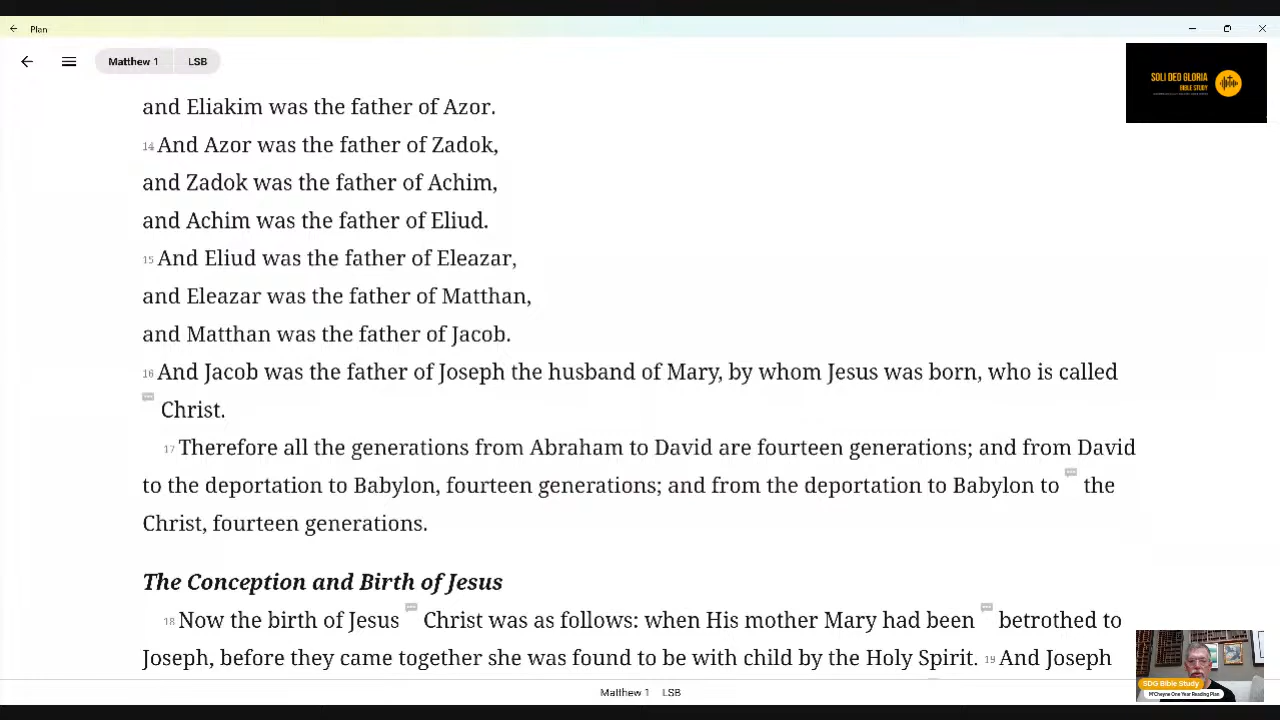 Plan
Matthew 1 LSB
SOLI DEO GLORIA
BIBLE STUDY
and Eliakim was the father of Azor.
14 And Azor was the father of Zadok,
and Zadok was the father of Achim,
and Achim was the father of Eliud.
15 And Eliud was the father of Eleazar,
and Eleazar was the father of Matthan,
and Matthan was the father of Jacob.
16 And Jacob was the father of Joseph the husband of Mary, by whom Jesus was born, who is called
Christ.
17 Therefore all the generations from Abraham to David are fourteen generations; and from David
to the deportation to Babylon, fourteen generations; and from the deportation to Babylon to the
Christ, fourteen generations.
The Conception and Birth of Jesus
18 Now the birth of Jesus Christ was as follows: when His mother Mary had been betrothed to
Joseph, before they came together she was found to be with child by the Holy Spirit. 19 And Joseph
SDG Bible Study
M'Cheyne One Year Reading Plan
Matthew 1 LSB